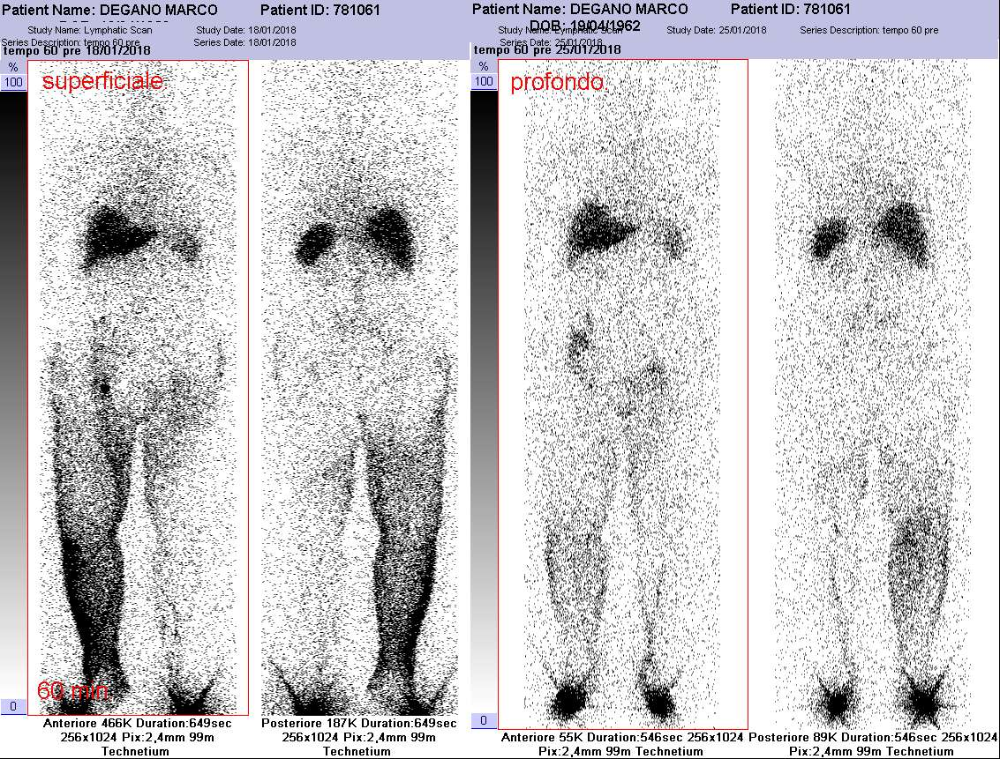 Patient Name: DEGANO MARCO Patient ID: 781061
Study Name: Lymphatic Scan Study Date: 18/01/2018
Series Description: tempo 60 pre Series Date: 18/01/2018
tempo 60 pre 18/01/2018
%
100
superficiale
60 min
0
Anteriore 466K Duration:649sec
256x1024 Pix:2,4mm 99m
Technetium
Posteriore 187K Duration:649sec
256x1024 Pix:2,4mm 99m
Technetium
Patient Name: DEGANO MARCO Patient ID: 781061
DOB: 19/04/1962
Study Name: Lymphatic Scan Study Date: 25/01/2018 Series Description: tempo 60 pre
Series Date: 25/01/2018
tempo 60 pre 25/01/2018
%
100
profondo
0
Anteriore 55K Duration:546sec 256x1024
Pix:2,4mm 99m Technetium
Posteriore 89K Duration:546sec 256x1024
Pix:2,4mm 99m Technetium